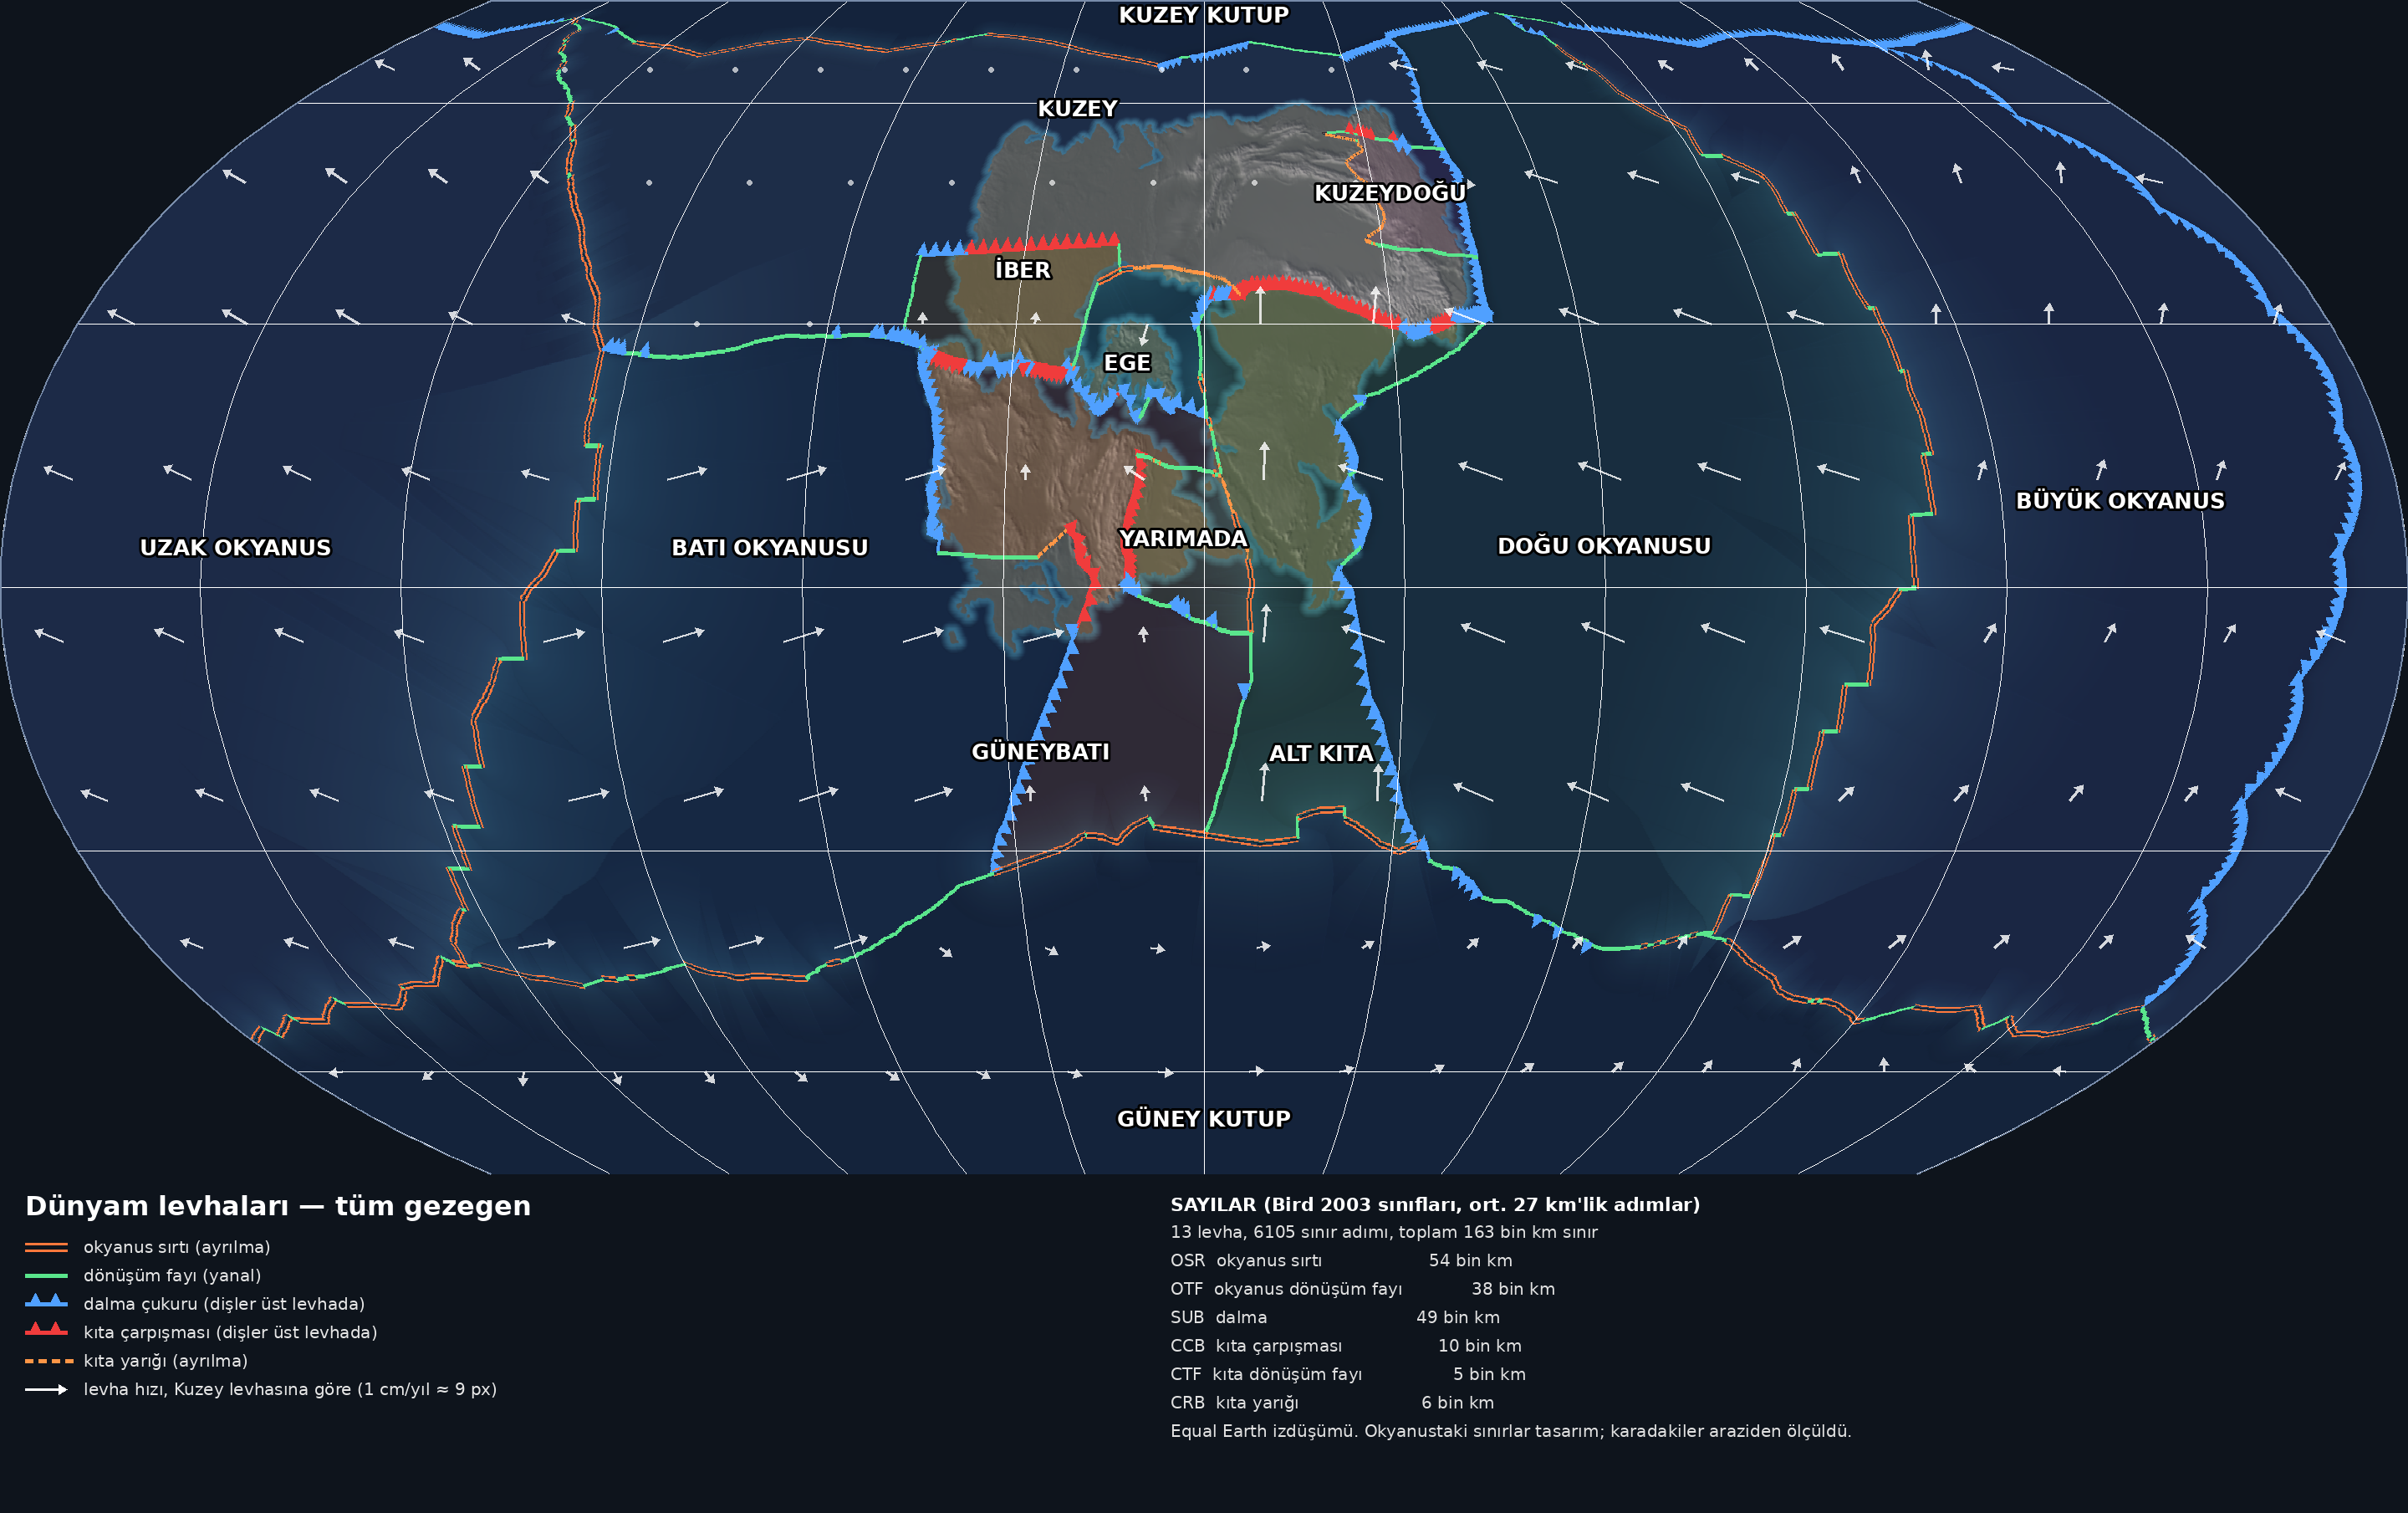 KUZEY KUTUP
KUZEY
KUZEYDOĞU
İBER
EGE
BÜYÜK OKYANUS
UZAK OKYANUS
BATI OKYANUSU
YARIMADA
DOĞU OKYANUSU
GÜNEYBATI
ALT KITA
GÜNEY KUTUP
Dünyam levhaları — tüm gezegen
okyanus sırtı (ayrılma)
dönüşüm fayı (yanal)
dalma çukuru (dişler üst levhada)
kıta çarpışması (dişler üst levhada)
kıta yarığı (ayrılma)
levha hızı, Kuzey levhasına göre (1 cm/yıl ≈ 9 px)
SAYILAR (Bird 2003 sınıfları, ort. 27 km'lik adımlar)
13 levha, 6105 sınır adımı, toplam 163 bin km sınır
OSR okyanus sırtı 54 bin km
OTF okyanus dönüşüm fayı 38 bin km
SUB dalma 49 bin km
CCB kıta çarpışması 10 bin km
CTF kıta dönüşüm fayı 5 bin km
CRB kıta yarığı 6 bin km
Equal Earth izdüşümü. Okyanustaki sınırlar tasarım; karadakiler araziden ölçüldü.